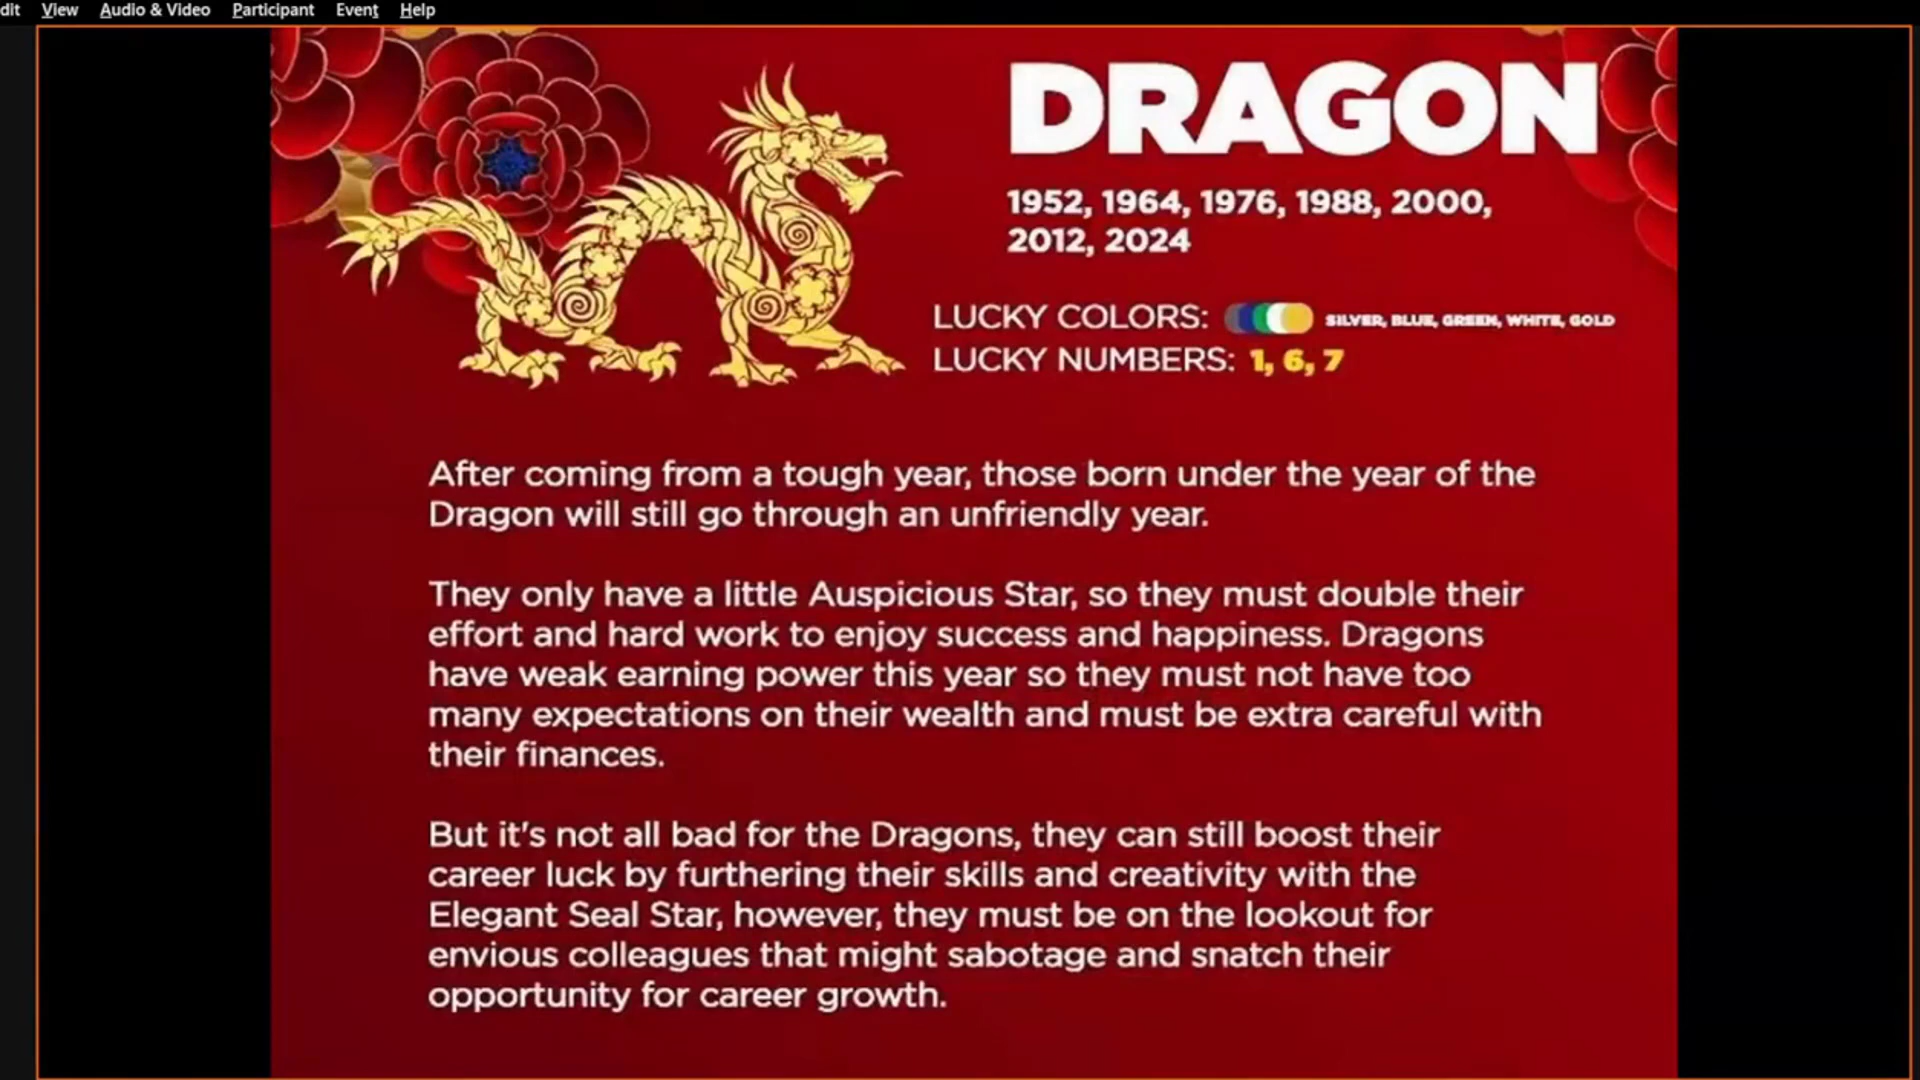 dit View Audio & Video Participant Event Help
DRAGON
1952, 1964, 1976, 1988, 2000,
2012, 2024
LUCKY COLORS: SILVER, BLUE, GREEN, WHITE, GOLD
LUCKY NUMBERS: 1, 6, 7
After coming from a tough year, those born under the year of the
Dragon will still go through an unfriendly year.
They only have a little Auspicious Star, so they must double their
effort and hard work to enjoy success and happiness. Dragons
have weak earning power this year so they must not have too
many expectations on their wealth and must be extra careful with
their finances.
But it's not all bad for the Dragons, they can still boost their
career luck by furthering their skills and creativity with the
Elegant Seal Star, however, they must be on the lookout for
envious colleagues that might sabotage and snatch their
opportunity for career growth.